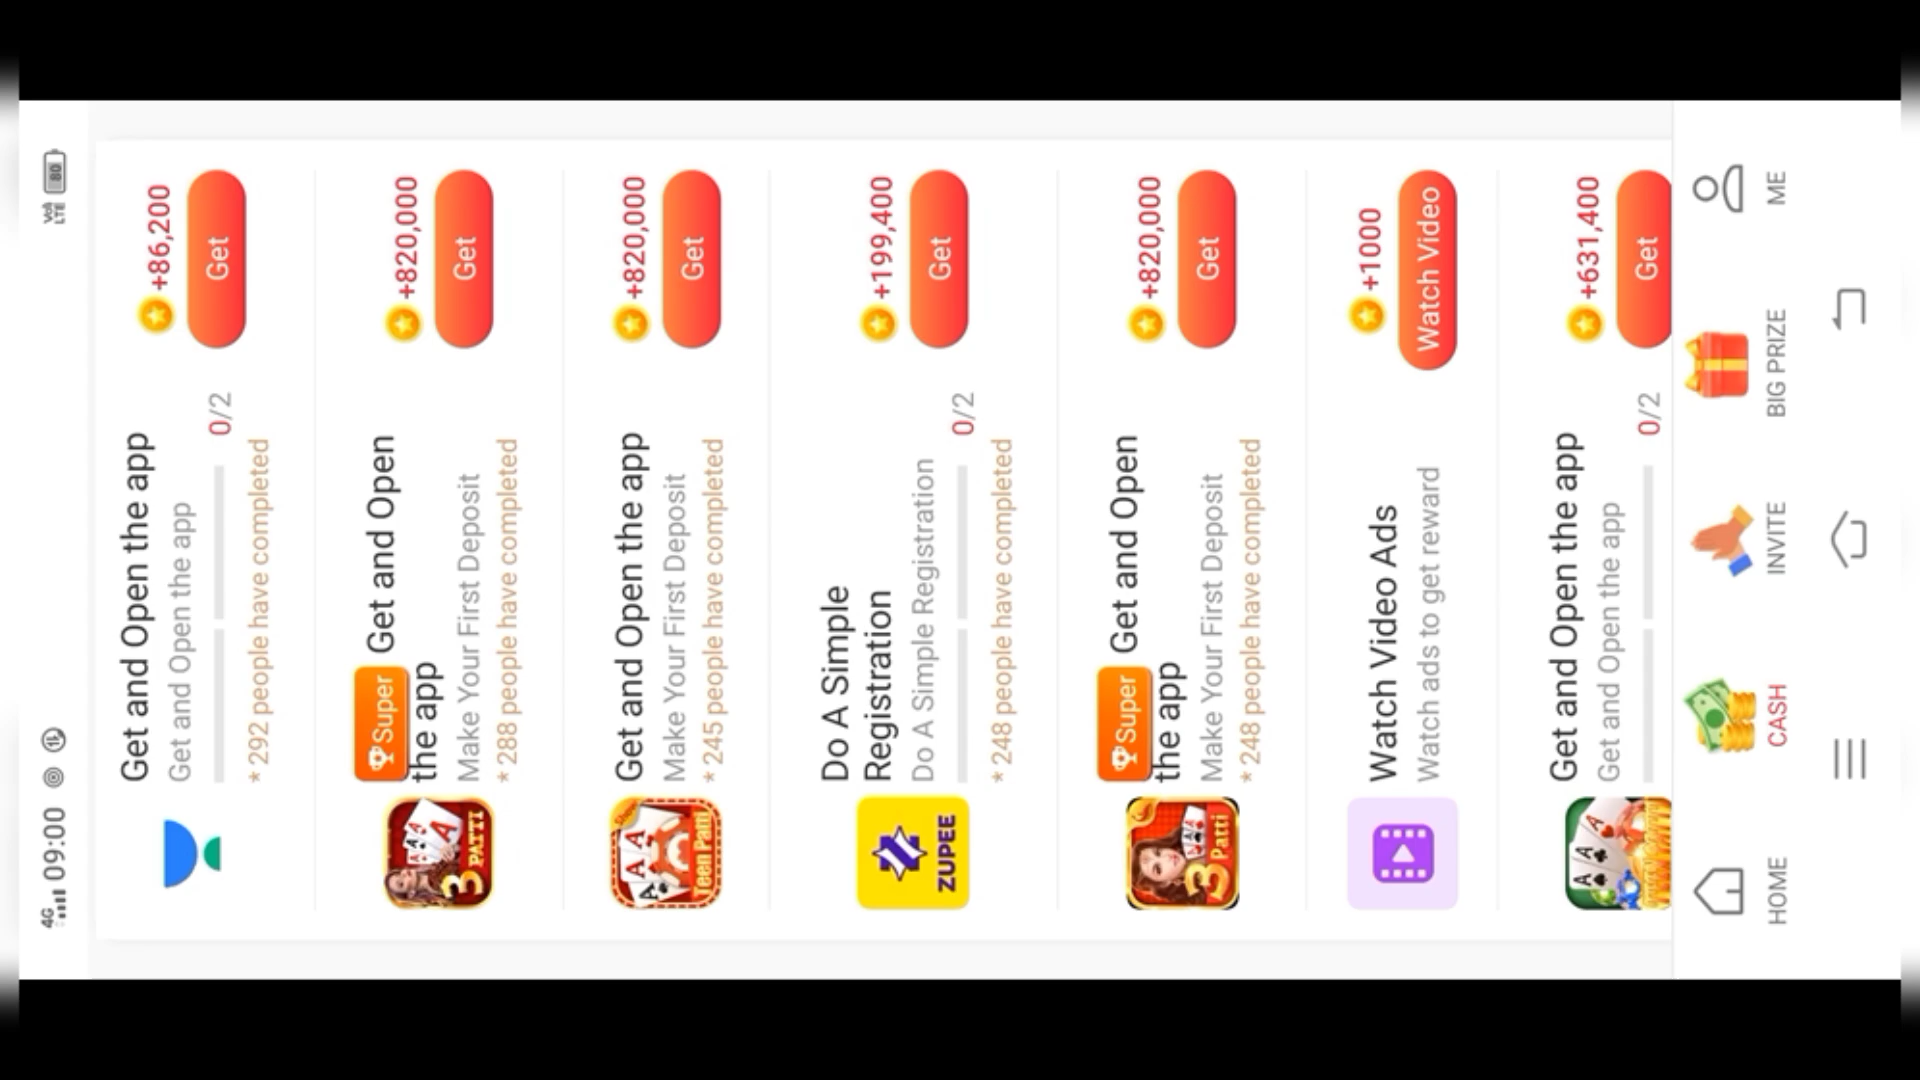 4G 09:00
Vo)) LTE 80
Get and Open the app
+86,200
Get and Open the app
Get
0/2
*292 people have completed
3 PATTI
Super Get and Open
the app
+820,000
Make Your First Deposit
Get
*288 people have completed
Teen Patti
Get and Open the app
+820,000
Make Your First Deposit
Get
*245 people have completed
ZUPEE
Do A Simple
Registration
+199,400
Do A Simple Registration
Get
0/2
*248 people have completed
3 Patti
Super Get and Open
the app
+820,000
Make Your First Deposit
Get
*248 people have completed
Watch Video Ads
+1000
Watch ads to get reward
Watch Video
Get and Open the app
+631,400
Get and Open the app
Get
0/2
HOME
CASH
INVITE
BIG PRIZE
ME